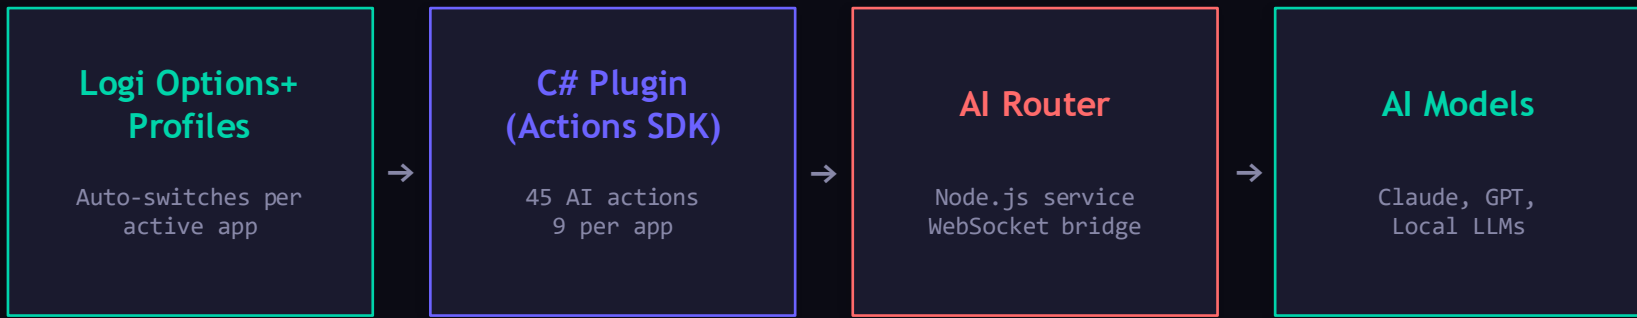 Logi Options+
Profiles
Auto-switches per
active app
→
C# Plugin
(Actions SDK)
45 AI actions
9 per app
→
AI Router
Node.js service
WebSocket bridge
→
AI Models
Claude, GPT,
Local LLMs